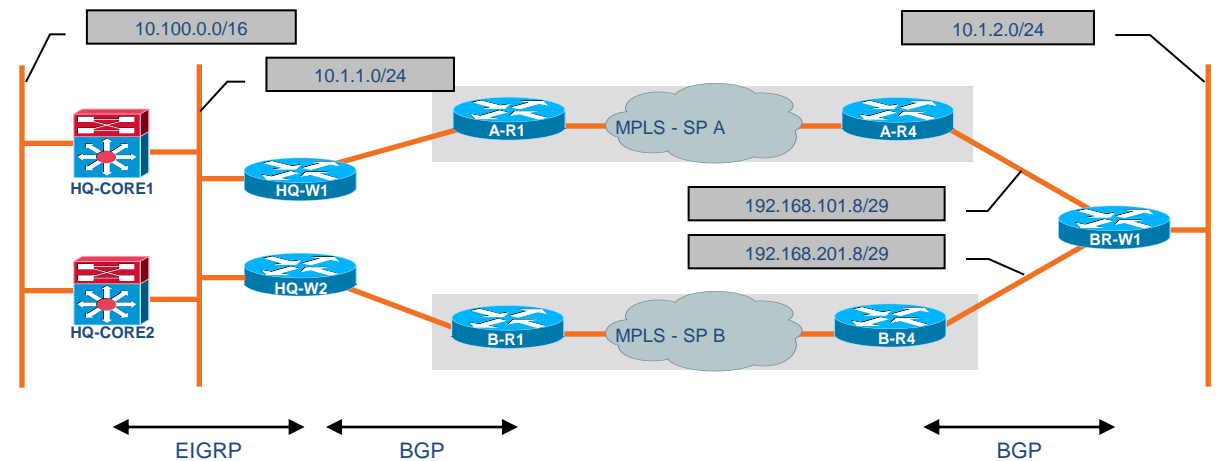 10.100.0.0/16
10.1.2.0/24
10.1.1.0/24
A-R1
MPLS - SP A
A-R4
HQ-CORE1
HQ-W1
192.168.101.8/29
BR-W1
192.168.201.8/29
HQ-W2
HQ-CORE2
B-R1
MPLS - SP B
B-R4
EIGRP
BGP
BGP